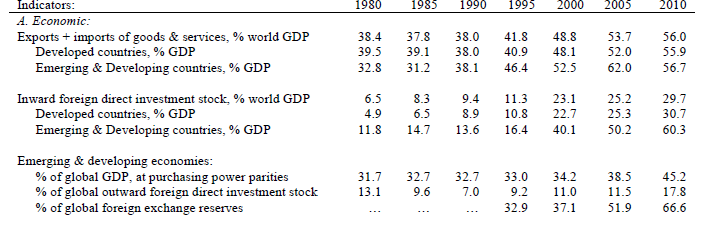 Indicators: 1980 1985 1990 1995 2000 2005 2010
A. Economic:
Exports + imports of goods & services, % world GDP 38.4 37.8 38.0 41.8 48.8 53.7 56.0
Developed countries, % GDP 39.5 39.1 38.0 40.9 48.1 52.0 55.9
Emerging & Developing countries, % GDP 32.8 31.2 38.1 46.4 52.5 62.0 56.7
Inward foreign direct investment stock, % world GDP 6.5 8.3 9.4 11.3 23.1 25.2 29.7
Developed countries, % GDP 4.9 6.5 8.9 10.8 22.7 25.3 30.7
Emerging & Developing countries, % GDP 11.8 14.7 13.6 16.4 40.1 50.2 60.3
Emerging & developing economies:
% of global GDP, at purchasing power parities 31.7 32.7 32.7 33.0 34.2 38.5 45.2
% of global outward foreign direct investment stock 13.1 9.6 7.0 9.2 11.0 11.5 17.8
% of global foreign exchange reserves … … … 32.9 37.1 51.9 66.6